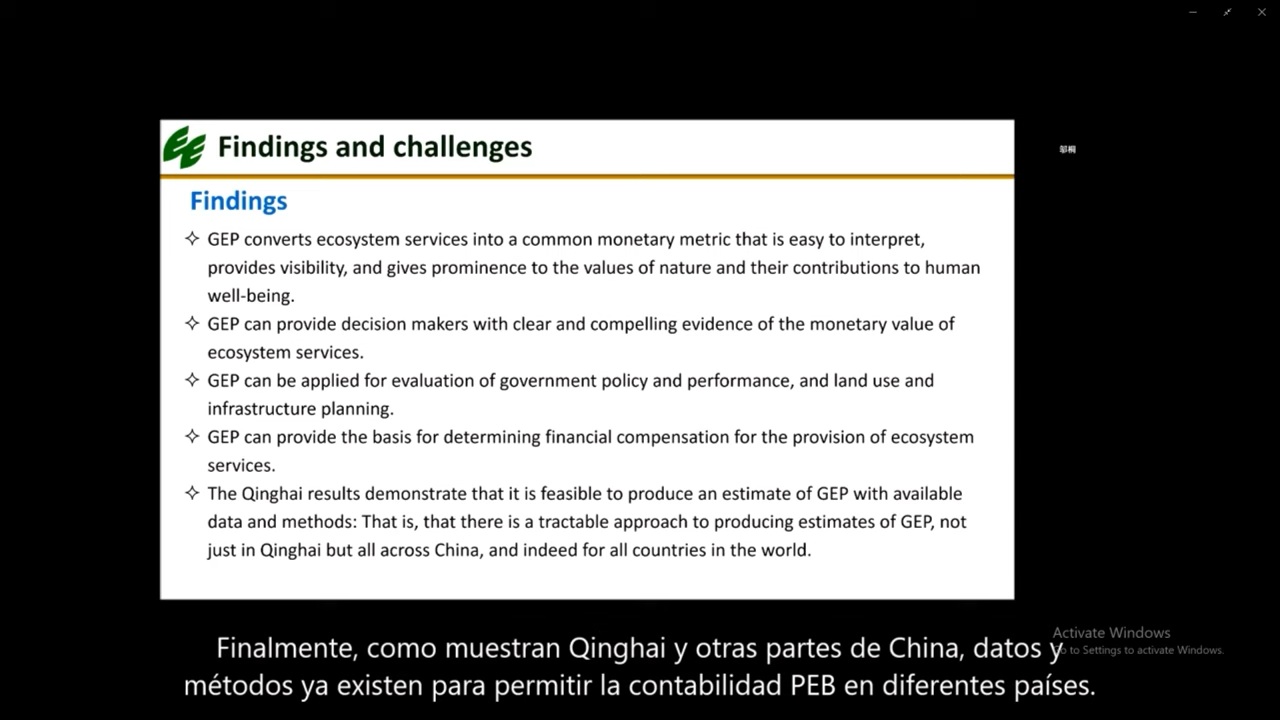 Findings and challenges
邹桐
Findings
GEP converts ecosystem services into a common monetary metric that is easy to interpret,
provides visibility, and gives prominence to the values of nature and their contributions to human
well-being.
GEP can provide decision makers with clear and compelling evidence of the monetary value of
ecosystem services.
GEP can be applied for evaluation of government policy and performance, and land use and
infrastructure planning.
GEP can provide the basis for determining financial compensation for the provision of ecosystem
services.
The Qinghai results demonstrate that it is feasible to produce an estimate of GEP with available
data and methods: That is, that there is a tractable approach to producing estimates of GEP, not
just in Qinghai but all across China, and indeed for all countries in the world.
Activate Windows
to Settings to activate Windows.
Finalmente, como muestran Qinghai y otras partes de China, datos y
métodos ya existen para permitir la contabilidad PEB en diferentes países.